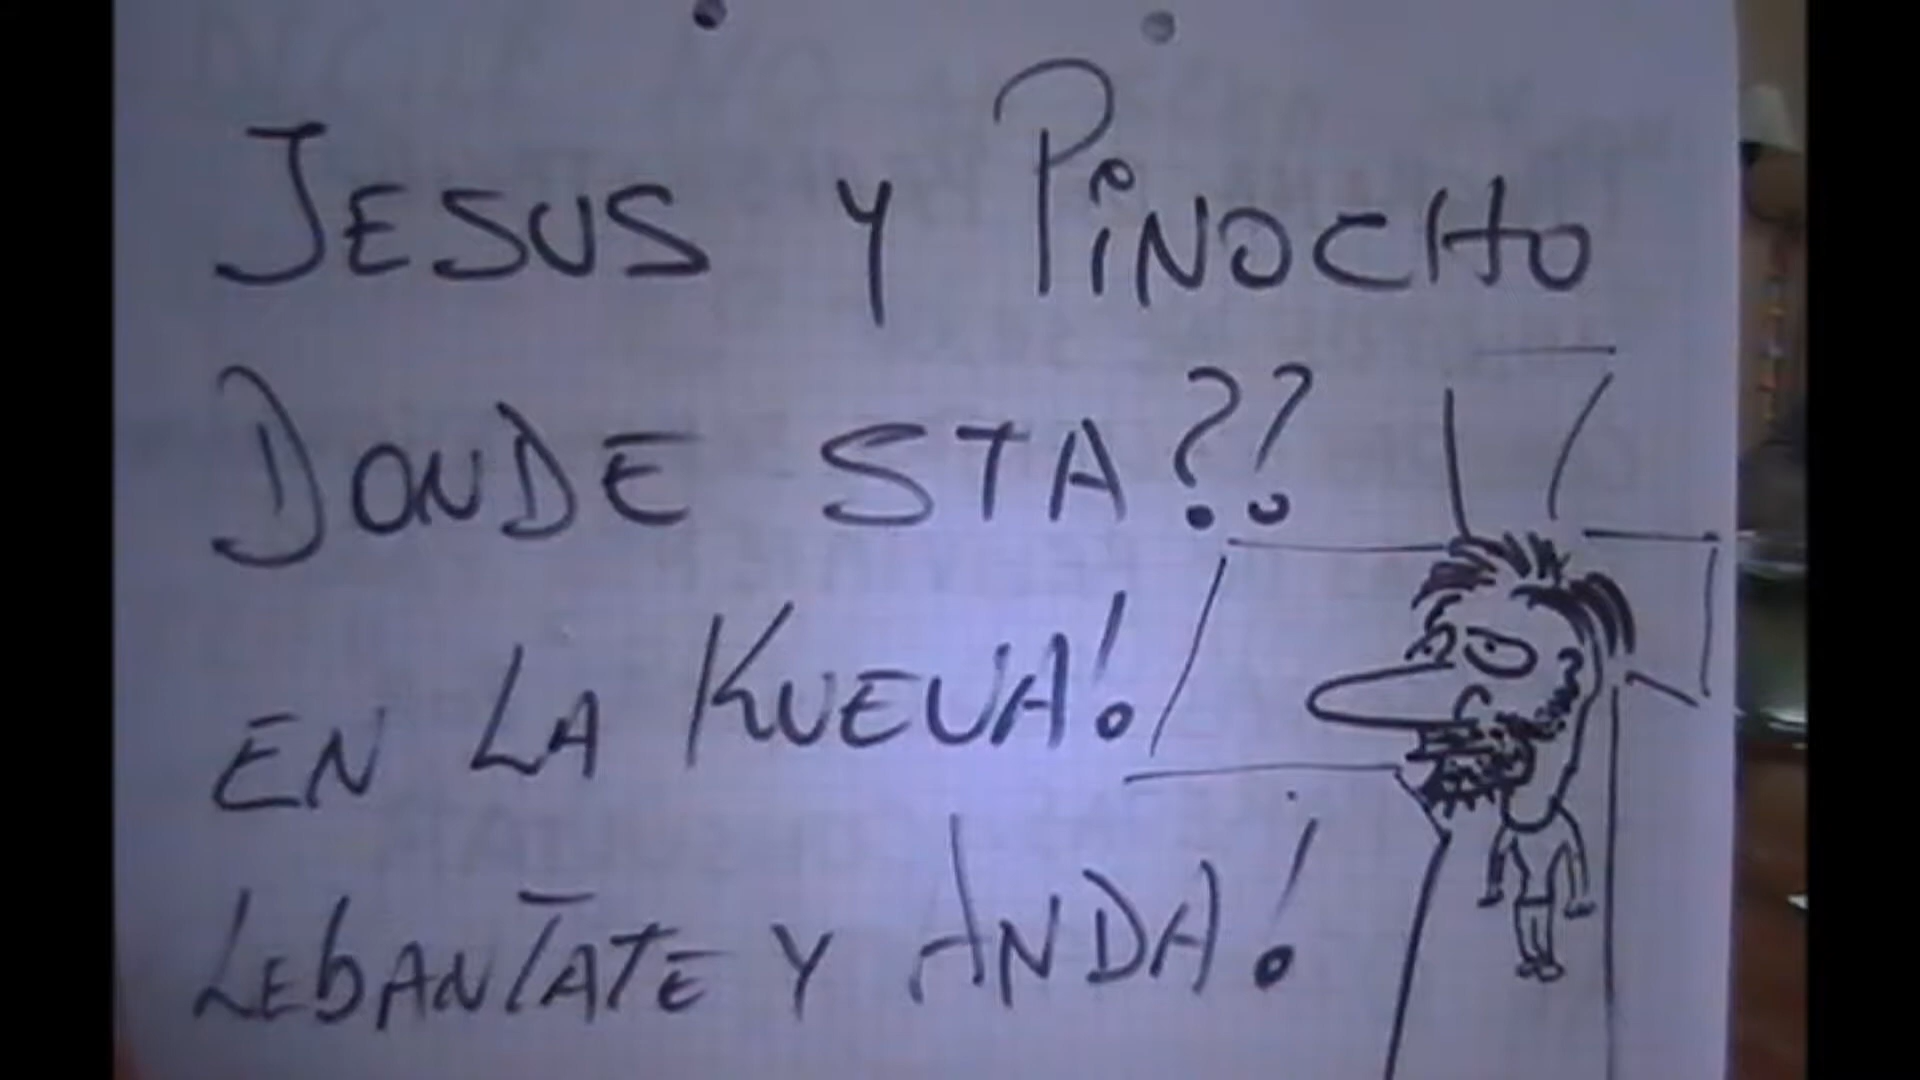 JESUS Y PiNOCHO
DONDE STA??
EN LA KUEVA!
LEBANTATE Y ANDA!